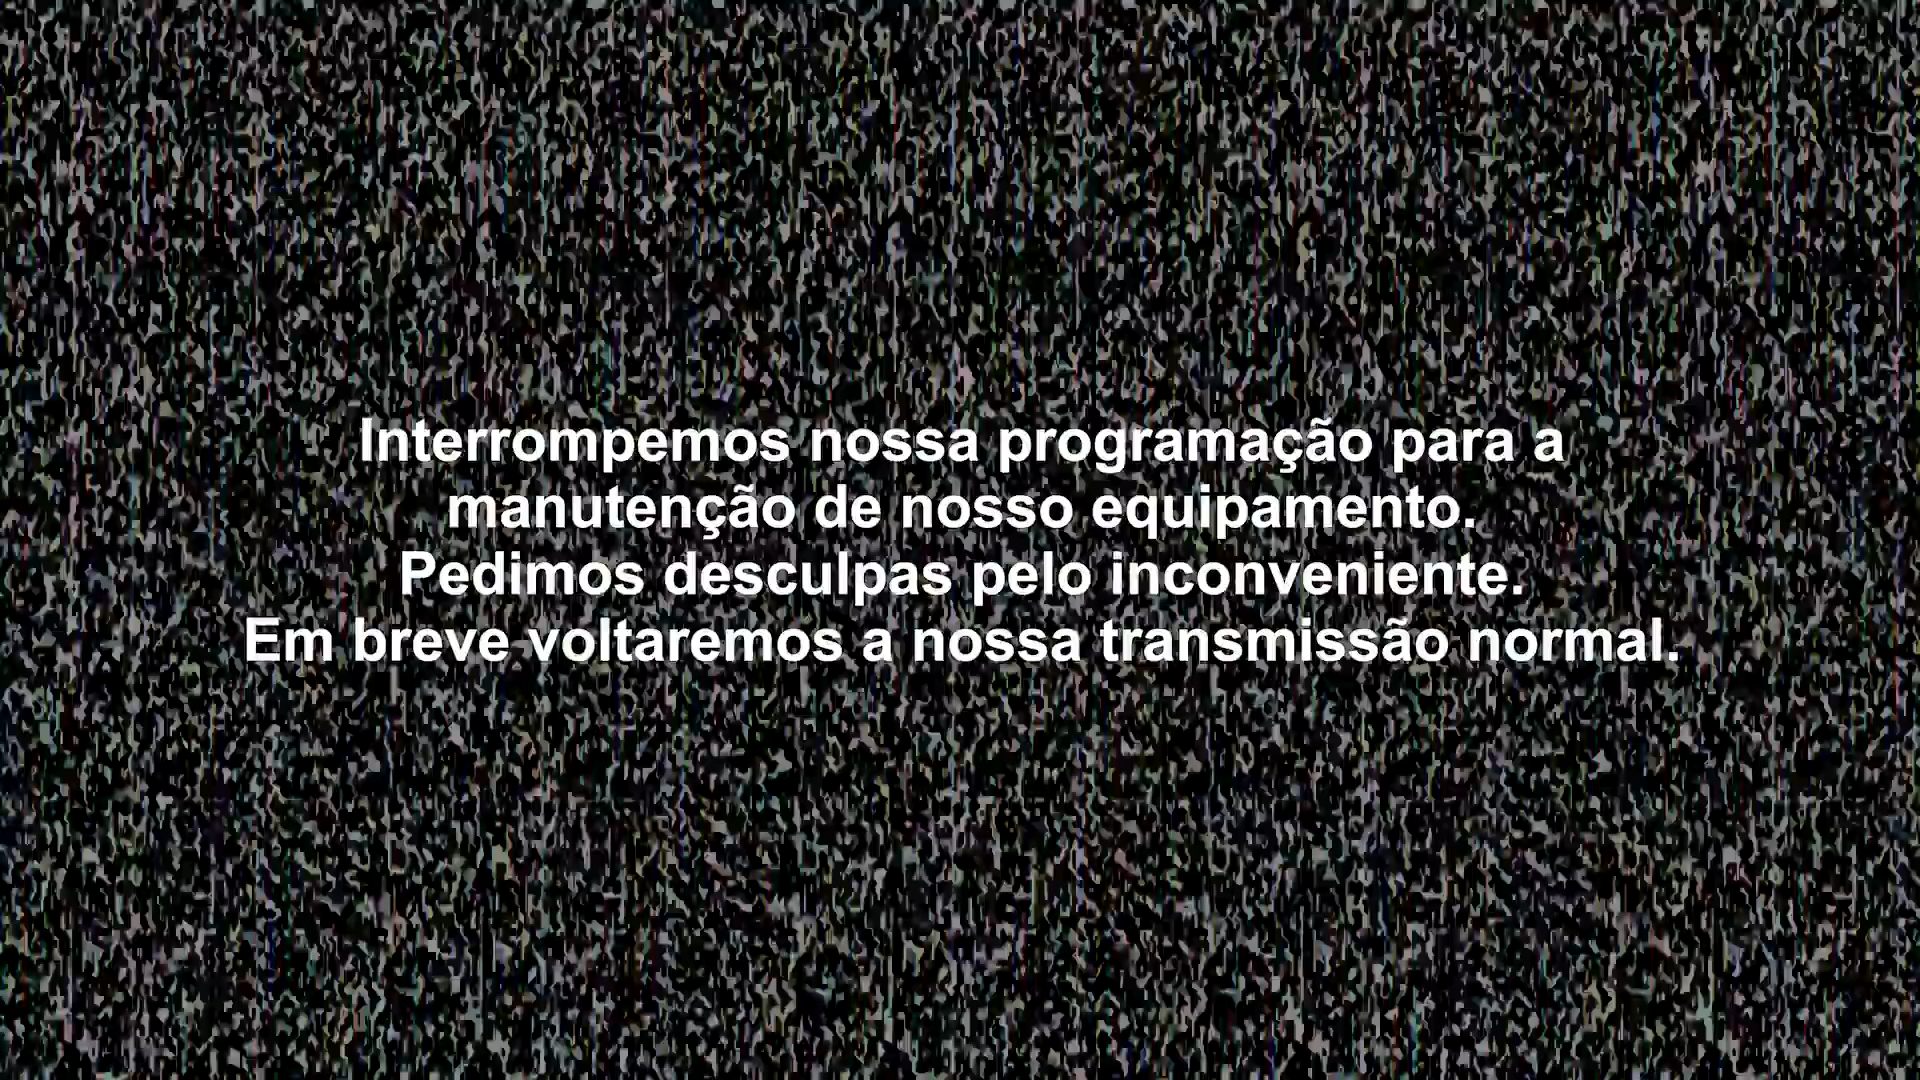 Interrompemos nossa programação para a
manutenção de nosso equipamento.
Pedimos desculpas pelo inconveniente.
Em breve voltaremos a nossa transmissão normal.